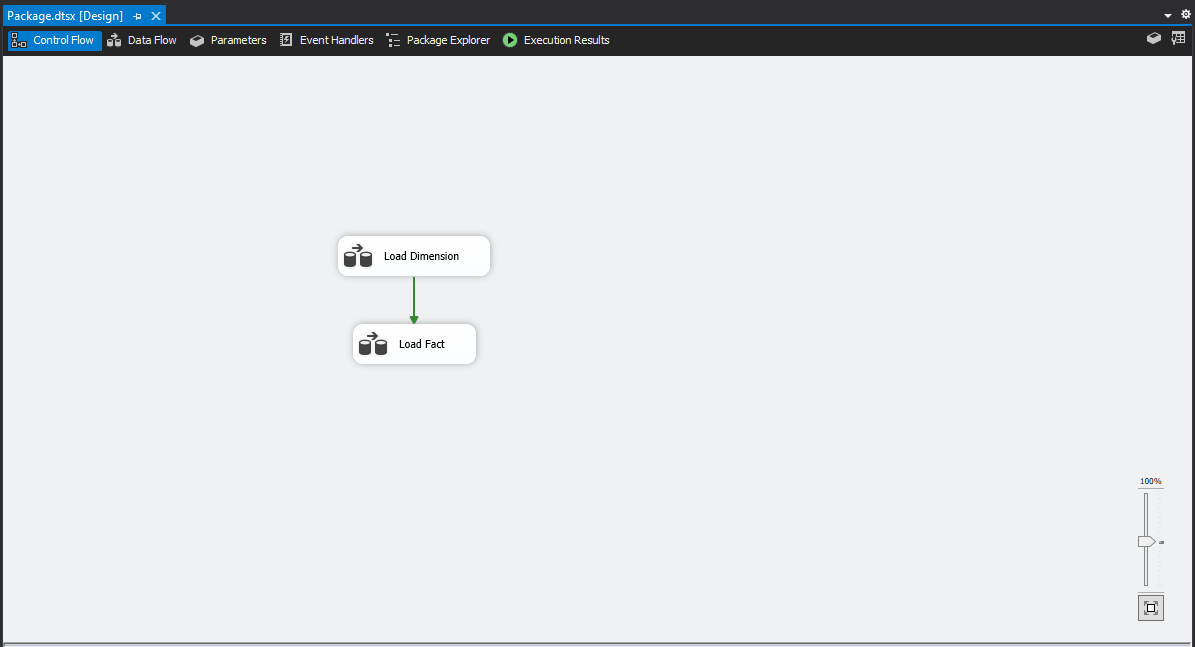 Package.dtsx [Design]
Control Flow Data Flow Parameters Event Handlers Package Explorer Execution Results
Load Dimension
Load Fact
100%